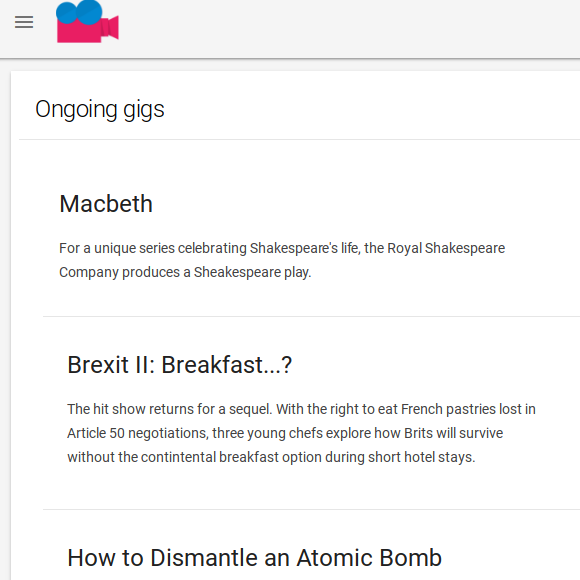 Ongoing gigs
Macbeth
For a unique series celebrating Shakespeare's life, the Royal Shakespeare
Company produces a Sheakespeare play.
Brexit II: Breakfast...?
The hit show returns for a sequel. With the right to eat French pastries lost in
Article 50 negotiations, three young chefs explore how Brits will survive
without the contintental breakfast option during short hotel stays.
How to Dismantle an Atomic Bomb